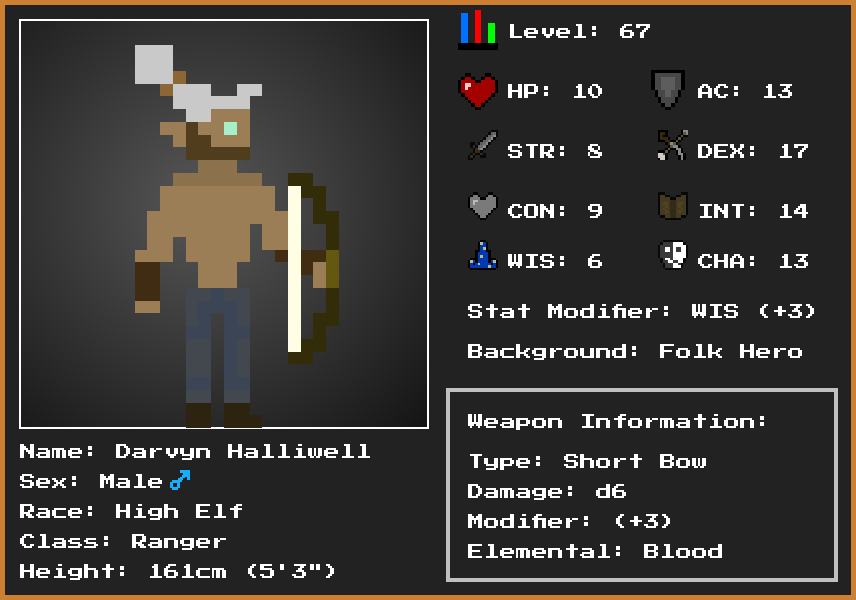 Level: 67
HP: 10 AC: 13
STR: 8 DEX: 17
CON: 9 INT: 14
WIS: 6 CHA: 13
Stat Modifier: WIS (+3)
Background: Folk Hero
Weapon Information:
Type: Short Bow
Damage: d6
Modifier: (+3)
Elemental: Blood
Name: Darvyn Halliwell
Sex: Male ♂
Race: High Elf
Class: Ranger
Height: 161cm (5'3")